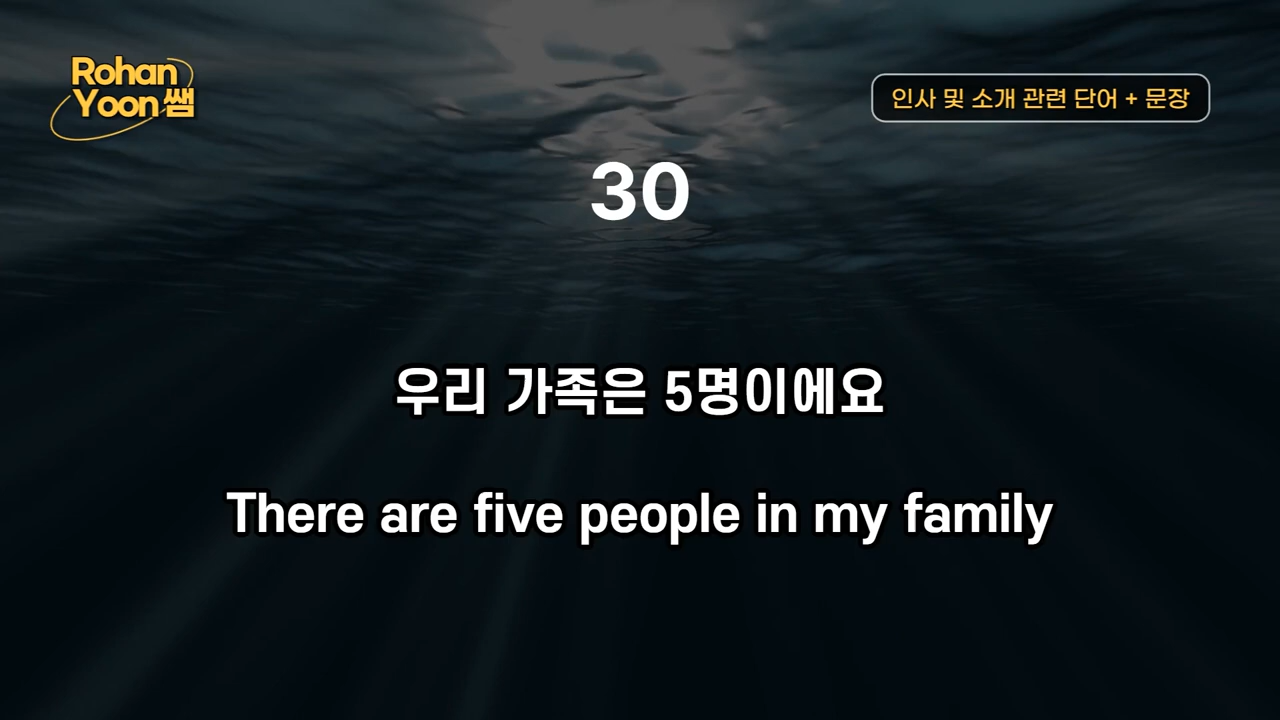 Rohan
Yoon쌤
인사 및 소개 관련 단어 + 문장
30
우리 가족은 5명이에요
There are five people in my family